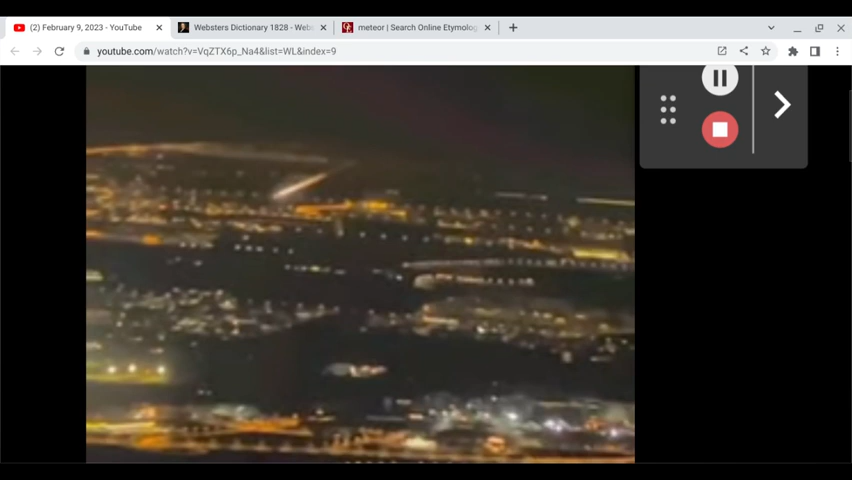 (2) February 9, 2023 - YouTube
Websters Dictionary 1828 - Webs
meteor | Search Online Etymolog
youtube.com/watch?v=VqZTX6p_Na4&list=WL&index=9